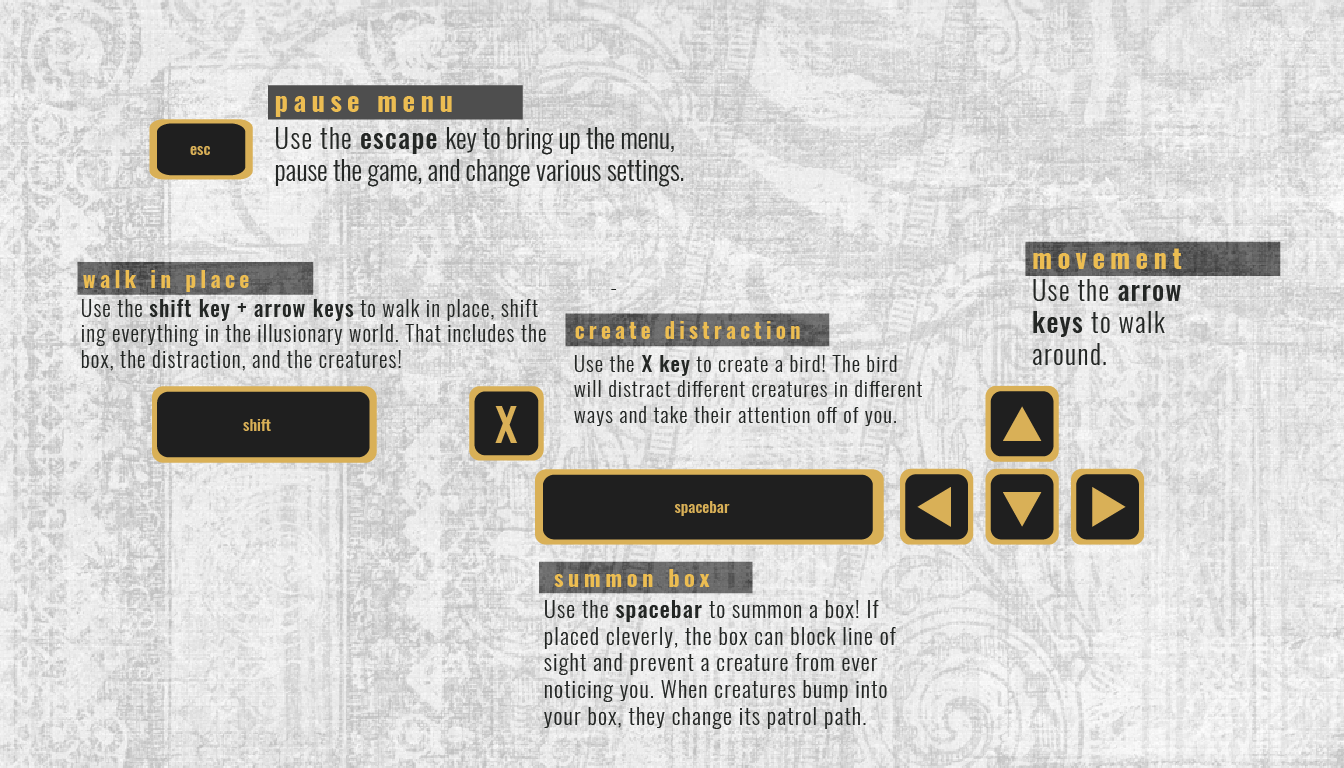 pause menu
esc
Use the escape key to bring up the menu,
pause the game, and change various settings.
walk in place
Use the shift key + arrow keys to walk in place, shift
ing everything in the illusionary world. That includes the
box, the distraction, and the creatures!
shift
-
create distraction
X
Use the X key to create a bird! The bird
will distract different creatures in different
ways and take their attention off of you.
movement
Use the arrow
keys to walk
around.
spacebar
summon box
Use the spacebar to summon a box! If
placed cleverly, the box can block line of
sight and prevent a creature from ever
noticing you. When creatures bump into
your box, they change its patrol path.